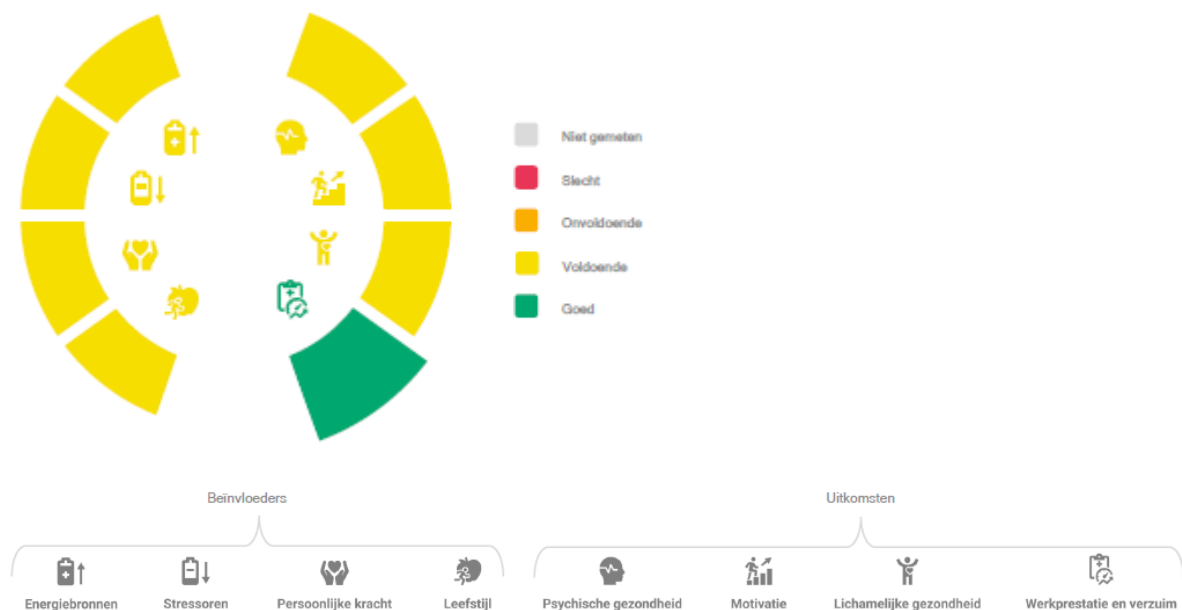 Niet gemeten
Slecht
Onvoldoende
Voldoende
Goed
Beïnvloeders
Uitkomsten
Energiebronnen
Stressoren
Persoonlijke kracht
Leefstijl
Psychische gezondheid
Motivatie
Lichamelijke gezondheid
Werkprestatie en verzuim